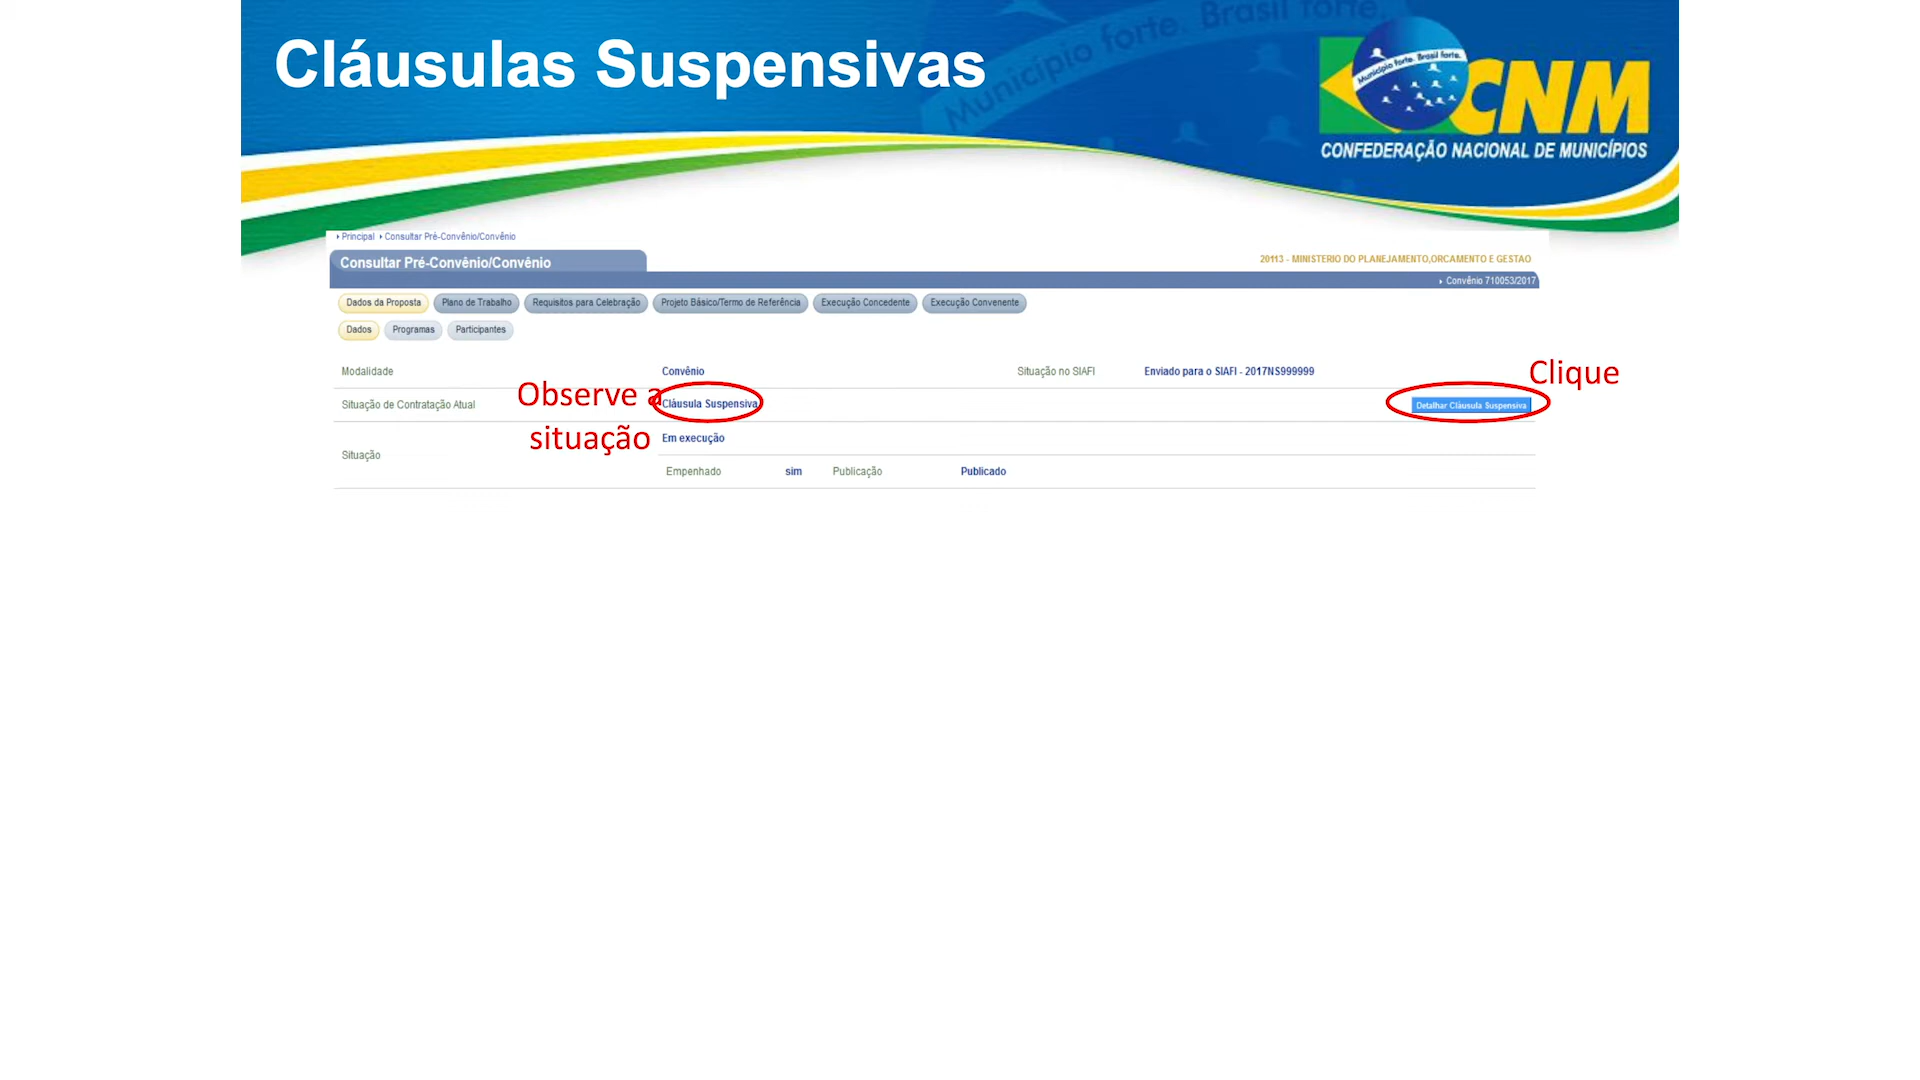 Cláusulas Suspensivas
Município forte. Brasil forte.
Município forte. Brasil forte.
CNM
CONFEDERAÇÃO NACIONAL DE MUNICÍPIOS
Principal Consultar Pré-Convênio/Convênio
Consultar Pré-Convênio/Convênio
20113 - MINISTERIO DO PLANEJAMENTO,ORCAMENTO E GESTAO
Convênio 710053/2017
Dados da Proposta Plano de Trabalho Requisitos para Celebração Projeto Básico/Termo de Referência Execução Concedente Execução Convenente
Dados Programas Participantes
Modalidade Convênio Situação no SIAFI Enviado para o SIAFI - 2017NS999999
Clique
Observe a
situação
Situação de Contratação Atual Cláusula Suspensiva Detalhar Cláusula Suspensiva
Situação Em execução
Empenhado sim Publicação Publicado